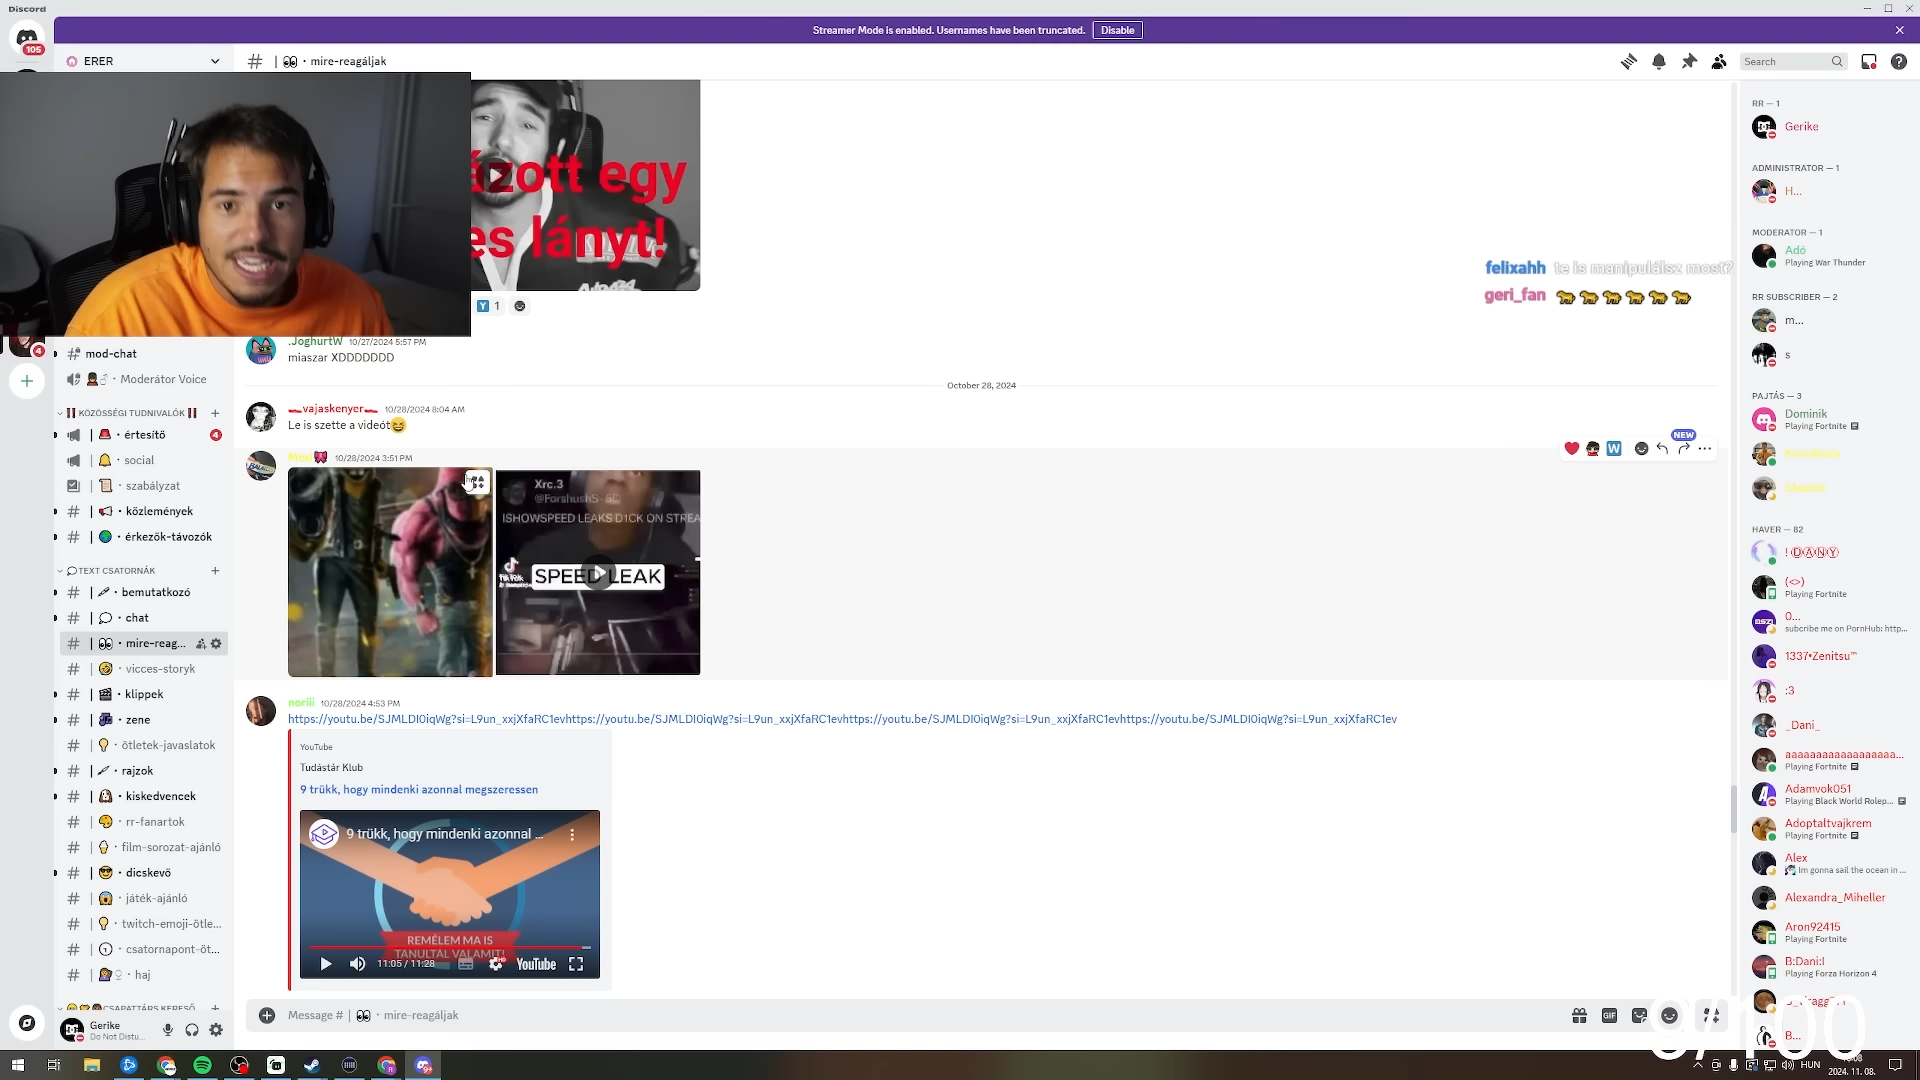 Discord
Streamer Mode is enabled. Usernames have been truncated.
Disable
105
ERER
# | · mire-reagáljak
Search
ázott egy
es lányt!
Y 1
felixahh te is manipulálsz most?
geri_fan
.JoghurtW 10/27/2024 5:57 PM
miaszar XDDDDDDD
October 28, 2024
vajaskenyer 10/28/2024 8:04 AM
Le is szette a videót
10/28/2024 3:51 PM
NEW
W
Xrc.3
ISHOWSPEED LEAKS D1CK ON STREA
SPEED LEAK
noriii 10/28/2024 4:53 PM
https://youtu.be/SJMLDI0iqWg?si=L9un_xxjXfaRC1evhttps://youtu.be/SJMLDI0iqWg?si=L9un_xxjXfaRC1evhttps://youtu.be/SJMLDI0iqWg?si=L9un_xxjXfaRC1evhttps://youtu.be/SJMLDI0iqWg?si=L9un_xxjXfaRC1ev
YouTube
Tudástár Klub
9 trükk, hogy mindenki azonnal megszeressen
9 trükk, hogy mindenki azonnal ...
REMÉLEM MA IS
TANULTÁL VALAMIT!
11:05 / 11:28
YouTube
Message # | · mire-reagáljak
GIF
4
mod-chat
· Moderátor Voice
KÖZÖSSÉGI TUDNIVALÓK
| · értesítő 4
| · social
| · szabályzat
# | · közlemények
# | · érkezők-távozók
TEXT CSATORNÁK
# | · bemutatkozó
# | · chat
# | · mire-reag...
# | · vicces-storyk
# | · klippek
# | · zene
# | · ötletek-javaslatok
# | · rajzok
# | · kiskedvencek
# | · rr-fanartok
# | · film-sorozat-ajánló
# | · dicskevő
# | · játék-ajánló
# | · twitch-emoji-ötle...
# | · csatornapont-öt...
# | · haj
CSAPATTÁRS KERESŐ
Gerike
Do Not Distu...
RR — 1
Gerike
ADMINISTRATOR — 1
H...
MODERATOR — 1
Adó
Playing War Thunder
RR SUBSCRIBER — 2
m...
s
PAJTÁS — 3
Dominik
Playing Fortnite
HAVER — 82
! ⒹⒶⓃⓎ
(<>)
Playing Fortnite
0...
subcribe me on PornHub: http...
1337•Zenitsu™
:3
_Dani_
aaaaaaaaaaaaaaaaaa...
Playing Fortnite
Adamvok051
Playing Black World Rolep...
Adoptaltvajkrem
Playing Fortnite
Alex
Im gonna sail the ocean in ...
Alexandra_Miheller
Aron92415
Playing Fortnite
B:Dani:I
Playing Forza Horizon 4
B...
/100
HUN
2024. 11. 08.